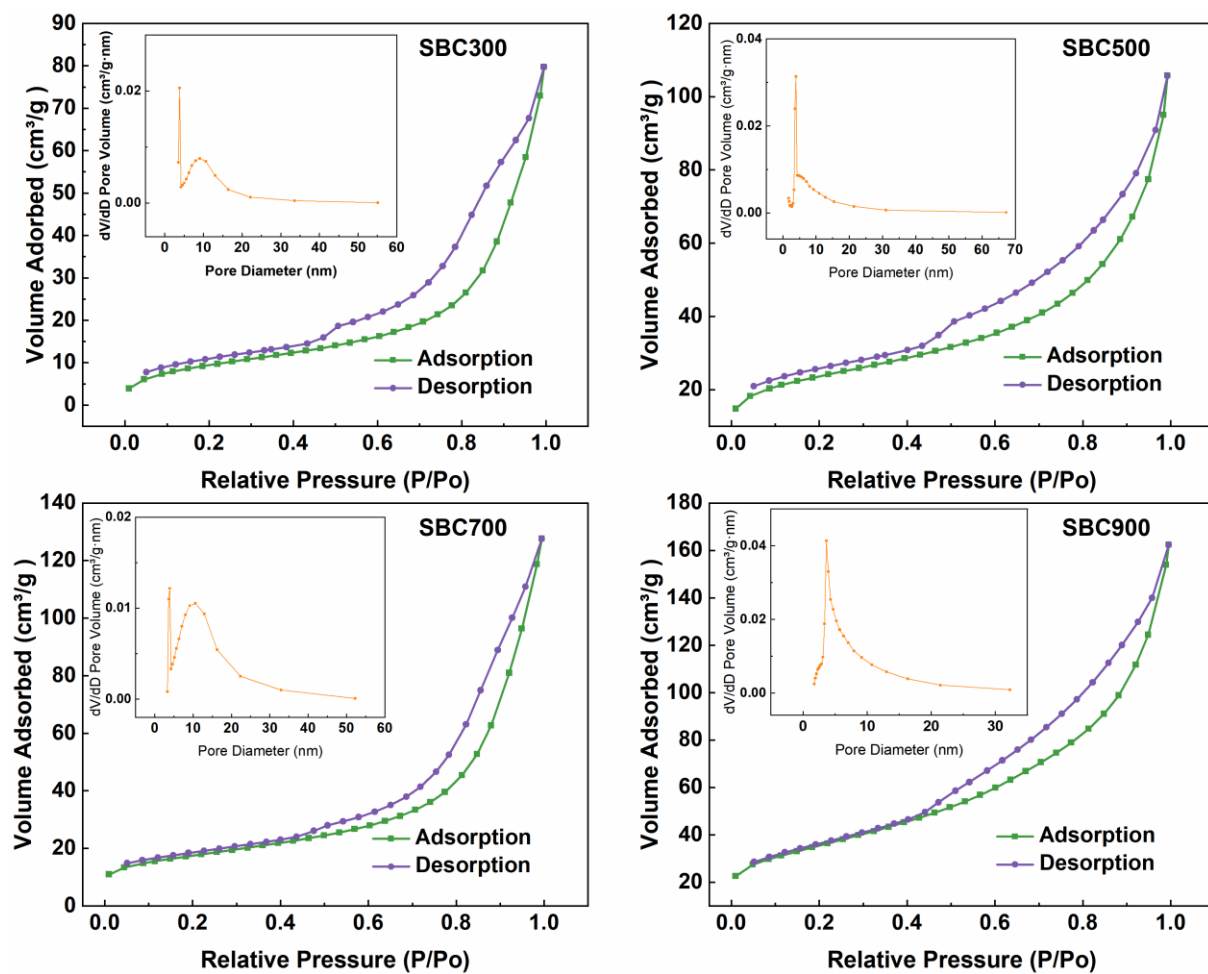 SBC300
Volume Adorbed (cm³/g )
90
80
70
60
50
40
30
20
10
0
0.0 0.2 0.4 0.6 0.8 1.0
Relative Pressure (P/Po)
Adsorption
Desorption
dV/dD Pore Volume (cm³/g·nm)
0.02
0.00
0 10 20 30 40 50 60
Pore Diameter (nm)
SBC500
Volume Adsorbed (cm³/g)
120
100
80
60
40
20
0.0 0.2 0.4 0.6 0.8 1.0
Relative Pressure (P/Po)
Adsorption
Desorption
dV/dD Pore Volume (cm³/g·nm)
0.04
0.03
0.02
0.01
0.00
0 10 20 30 40 50 60 70
Pore Diameter (nm)
SBC700
Volume Adsorbed (cm³/g )
140
120
100
80
60
40
20
0
0.0 0.2 0.4 0.6 0.8 1.0
Relative Pressure (P/Po)
Adsorption
Desorption
dV/dD Pore Volume (cm³/g·nm)
0.02
0.01
0.00
0 10 20 30 40 50 60
Pore Diameter (nm)
SBC900
Volume Adsorbed (cm³/g)
180
160
140
120
100
80
60
40
20
0.0 0.2 0.4 0.6 0.8 1.0
Relative Pressure (P/Po)
Adsorption
Desorption
dV/dD Pore Volume (cm³/g·nm)
0.04
0.02
0.00
0 10 20 30
Pore Diameter (nm)